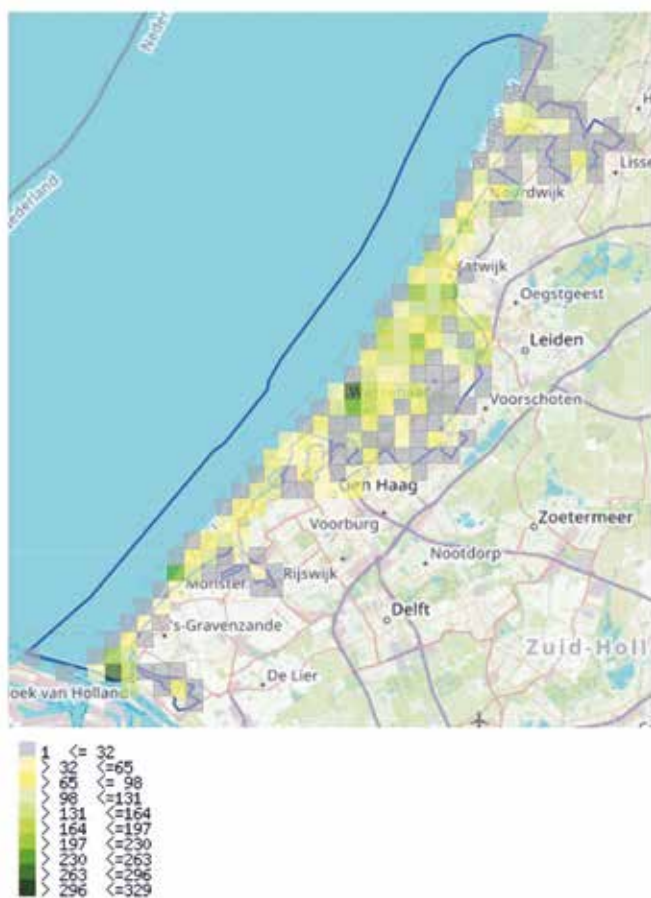 Neder
nederland
H
Lisse
Noordwijk
Katwijk
Oegstgeest
Leiden
Voorschoten
Den Haag
Zoetermeer
Voorburg
Nootdorp
Rijswijk
Monster
Delft
's-Gravenzande
Zuid-Holl
De Lier
oek van Holland
1 <= 32
> 32 <=65
> 65 <= 98
> 98 <=131
> 131 <=164
> 164 <=197
> 197 <=230
> 230 <=263
> 263 <=296
> 296 <=329